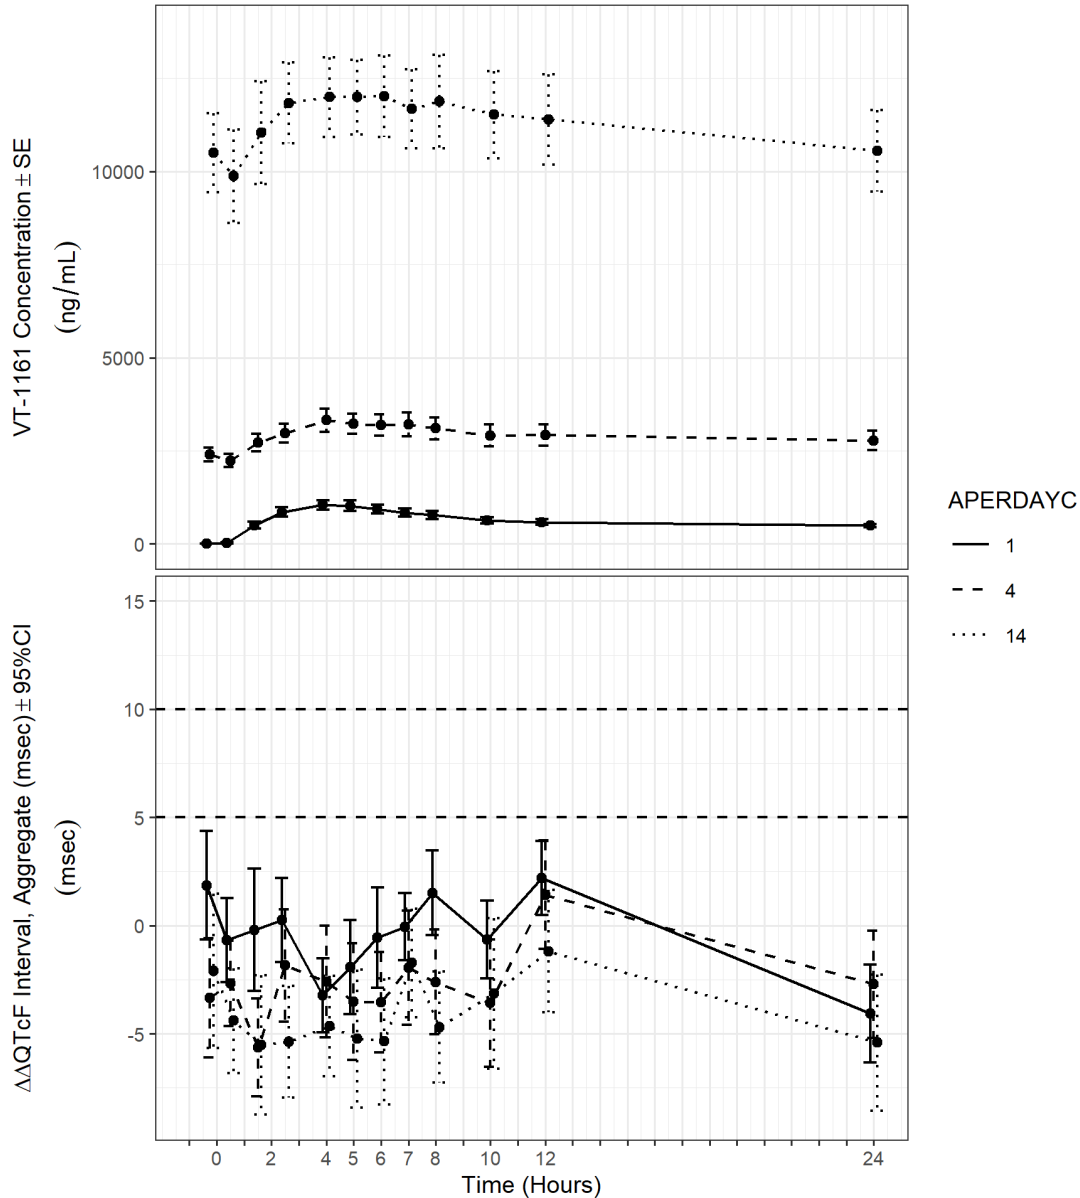 VT-1161 Concentration ± SE
(ng/mL)
10000
5000
0
ΔΔQTcF Interval, Aggregate (msec) ± 95%CI
(msec)
15
10
5
0
-5
0 2 4 5 6 7 8 10 12 24
Time (Hours)
APERDAYC
1
4
14